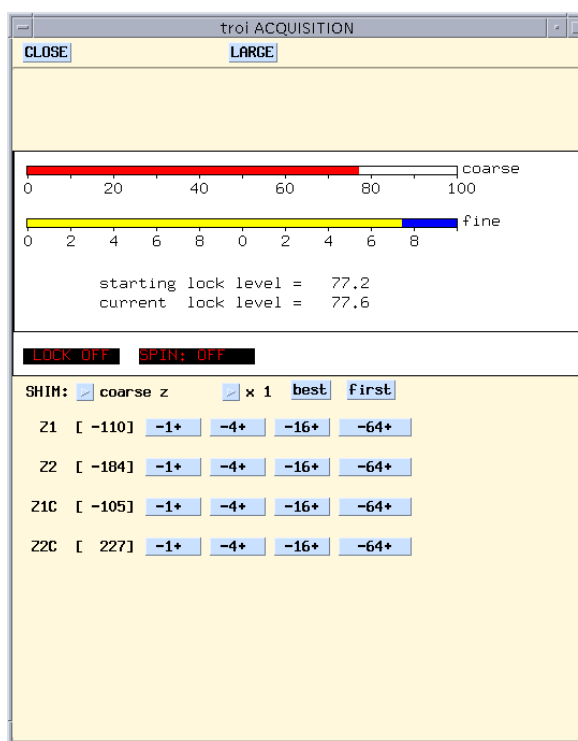 troi ACQUISITION
CLOSE LARGE
coarse
0 20 40 60 80 100
fine
0 2 4 6 8 0 2 4 6 8
starting lock level = 77.2
current lock level = 77.6
LOCK OFF SPIN: OFF
SHIM: coarse z x 1 best first
Z1 [ -110] -1+ -4+ -16+ -64+
Z2 [ -184] -1+ -4+ -16+ -64+
Z1C [ -105] -1+ -4+ -16+ -64+
Z2C [ 227] -1+ -4+ -16+ -64+